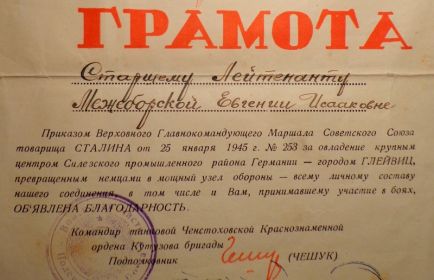 ГРАМОТА
Старшему Лейтенанту
Межеборской Евгении Исааковне
Приказом Верховного Главнокомандующего Маршала Советского Союза
товарища СТАЛИНА от 25 января 1945 г. № 253 за овладение крупным
центром Силезского промышленного района Германии — городом ГЛЕЙВИЦ,
превращенным немцами в мощный узел обороны — всему личному составу
нашего соединения, в том числе и Вам, принимавшему участие в боях,
ОБ'ЯВЛЕНА БЛАГОДАРНОСТЬ.
Командир танковой Ченстоховской Краснознаменной
ордена Кутузова бригады
Подполковник (ЧЕШУК)